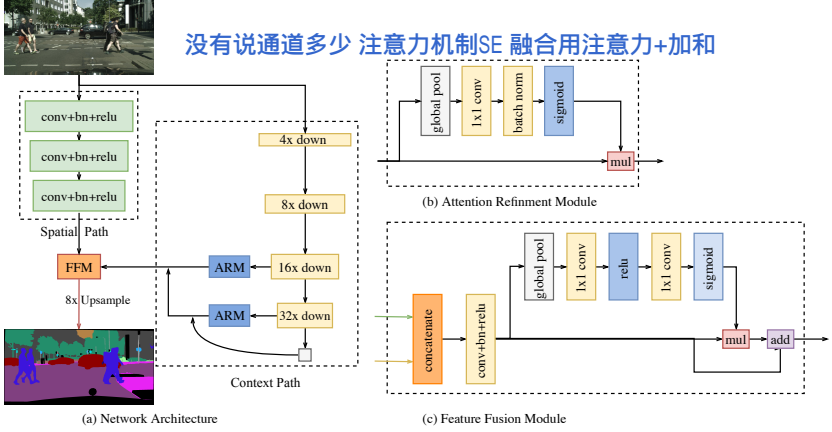 没有说通道多少 注意力机制SE 融合用注意力+加和
conv+bn+relu
conv+bn+relu
conv+bn+relu
Spatial Path
4x down
8x down
16x down
32x down
ARM
ARM
FFM
8x Upsample
Context Path
(a) Network Architecture
global pool
1x1 conv
batch norm
sigmoid
mul
(b) Attention Refinment Module
concatenate
conv+bn+relu
global pool
1x1 conv
relu
1x1 conv
sigmoid
mul
add
(c) Feature Fusion Module